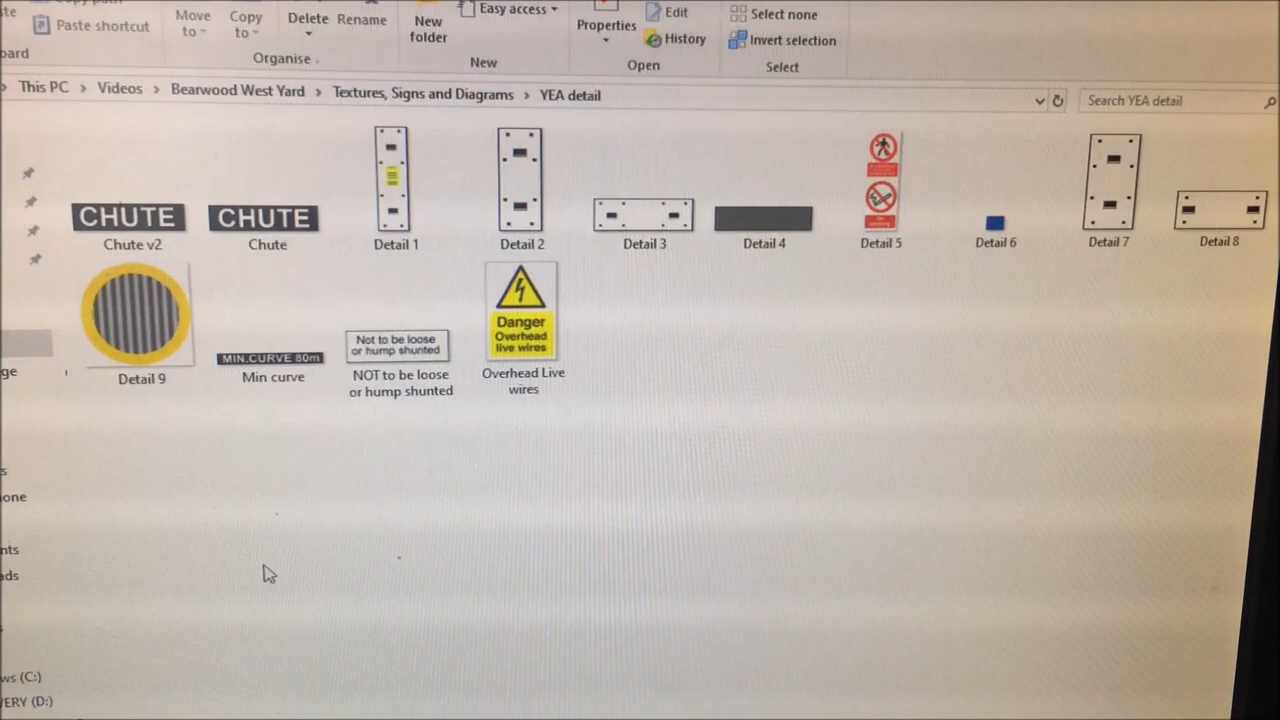 Paste shortcut
Move
to
Copy
to
Delete
Rename
Organise
New
folder
Easy access
New
Properties
Edit
History
Open
Select none
Invert selection
Select
This PC > Videos > Bearwood West Yard > Textures, Signs and Diagrams > YEA detail
Search YEA detail
CHUTE
CHUTE
Chute v2
Chute
Detail 1
Detail 2
Detail 3
Detail 4
Detail 5
Detail 6
Detail 7
Detail 8
Danger
Overhead
live wires
Not to be loose
or hump shunted
MIN.CURVE 80m
Detail 9
Min curve
NOT to be loose
or hump shunted
Overhead Live
wires
ws (C:)
VERY (D:)